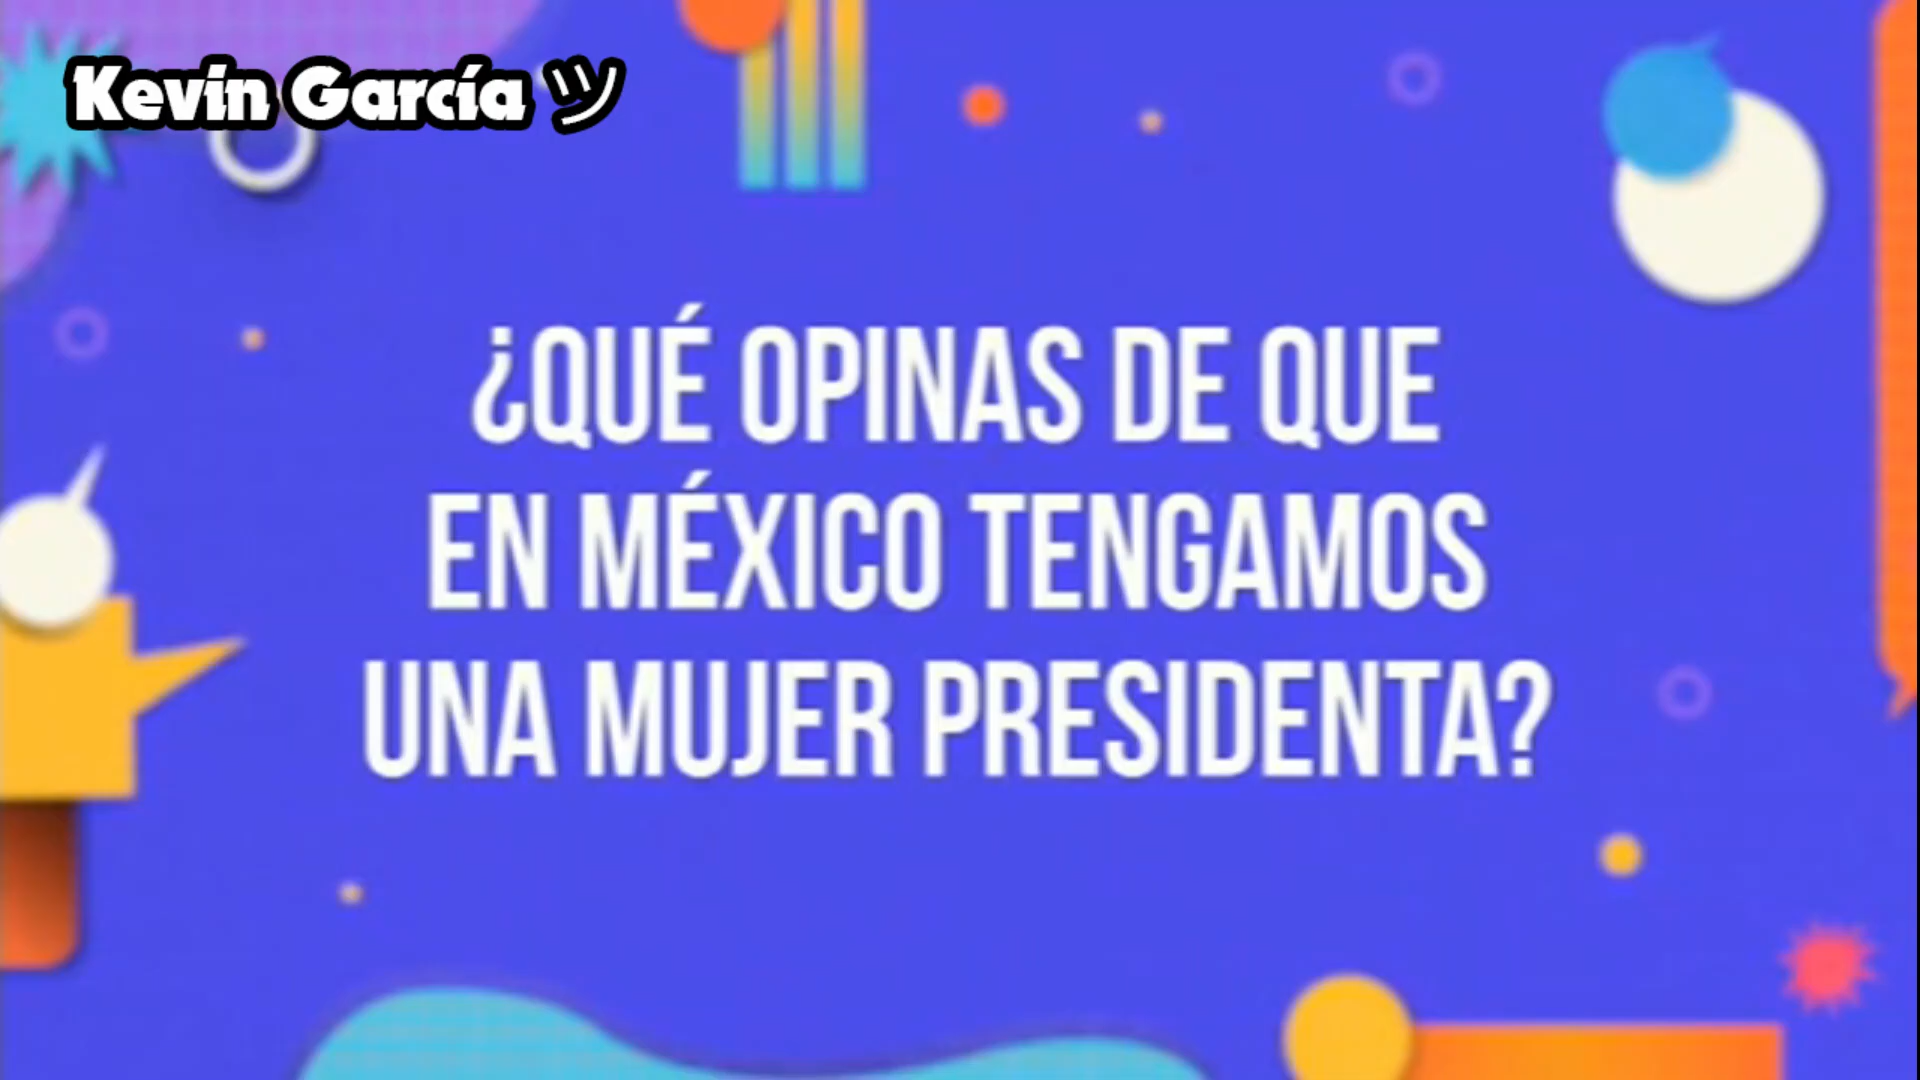 Kevin García ツ
¿QUÉ OPINAS DE QUE
EN MÉXICO TENGAMOS
UNA MUJER PRESIDENTA?